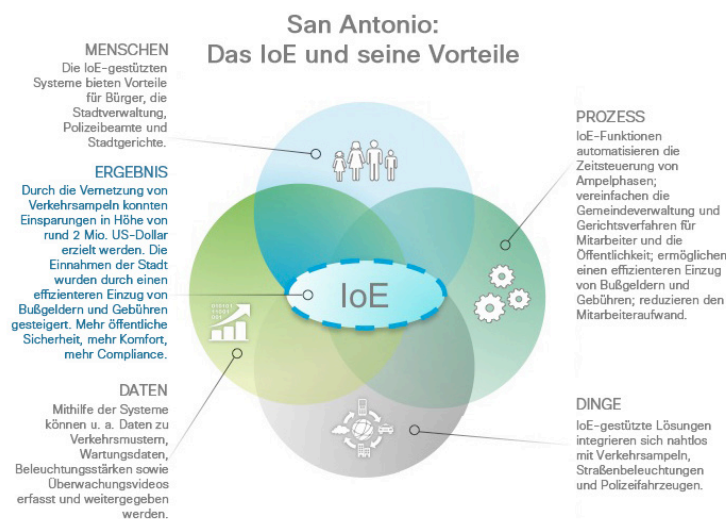 San Antonio:
Das IoE und seine Vorteile
MENSCHEN
Die IoE-gestützten
Systeme bieten Vorteile
für Bürger, die
Stadtverwaltung,
Polizeibeamte und
Stadtgerichte.
ERGEBNIS
Durch die Vernetzung von
Verkehrsampeln konnten
Einsparungen in Höhe von
rund 2 Mio. US-Dollar
erzielt werden. Die
Einnahmen der Stadt
wurden durch einen
effizienteren Einzug von
Bußgeldern und Gebühren
gesteigert. Mehr öffentliche
Sicherheit, mehr Komfort,
mehr Compliance.
DATEN
Mithilfe der Systeme
können u. a. Daten zu
Verkehrsmustern,
Wartungsdaten,
Beleuchtungsstärken sowie
Überwachungsvideos
erfasst und weitergegeben
werden.
IoE
PROZESS
IoE-Funktionen
automatisieren die
Zeitsteuerung von
Ampelphasen;
vereinfachen die
Gemeindeverwaltung und
Gerichtsverfahren für
Mitarbeiter und die
Öffentlichkeit; ermöglichen
einen effizienteren Einzug
von Bußgeldern und
Gebühren; reduzieren den
Mitarbeiteraufwand.
DINGE
IoE-gestützte Lösungen
integrieren sich nahtlos
mit Verkehrsampeln,
Straßenbeleuchtungen
und Polizeifahrzeugen.